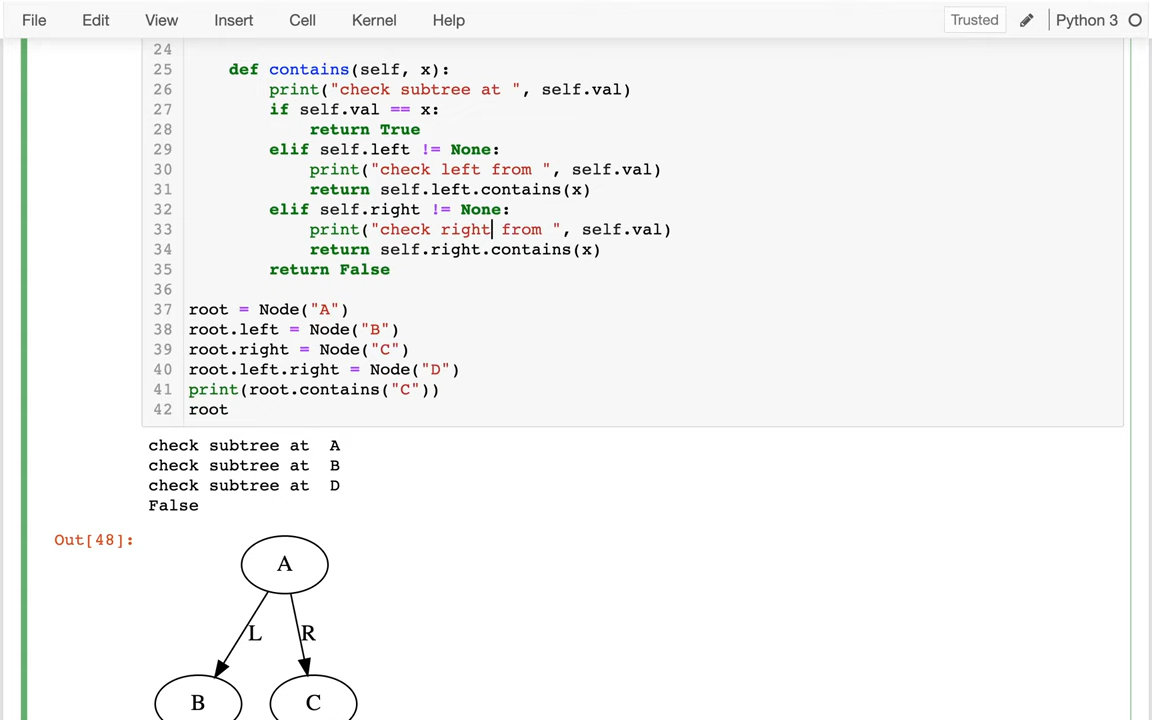 File Edit View Insert Cell Kernel Help Trusted Python 3
24
25 def contains(self, x):
26 print("check subtree at ", self.val)
27 if self.val == x:
28 return True
29 elif self.left != None:
30 print("check left from ", self.val)
31 return self.left.contains(x)
32 elif self.right != None:
33 print("check right from ", self.val)
34 return self.right.contains(x)
35 return False
36
37 root = Node("A")
38 root.left = Node("B")
39 root.right = Node("C")
40 root.left.right = Node("D")
41 print(root.contains("C"))
42 root
check subtree at  A
check subtree at  B
check subtree at  D
False
Out[48]:
A
L R
B C